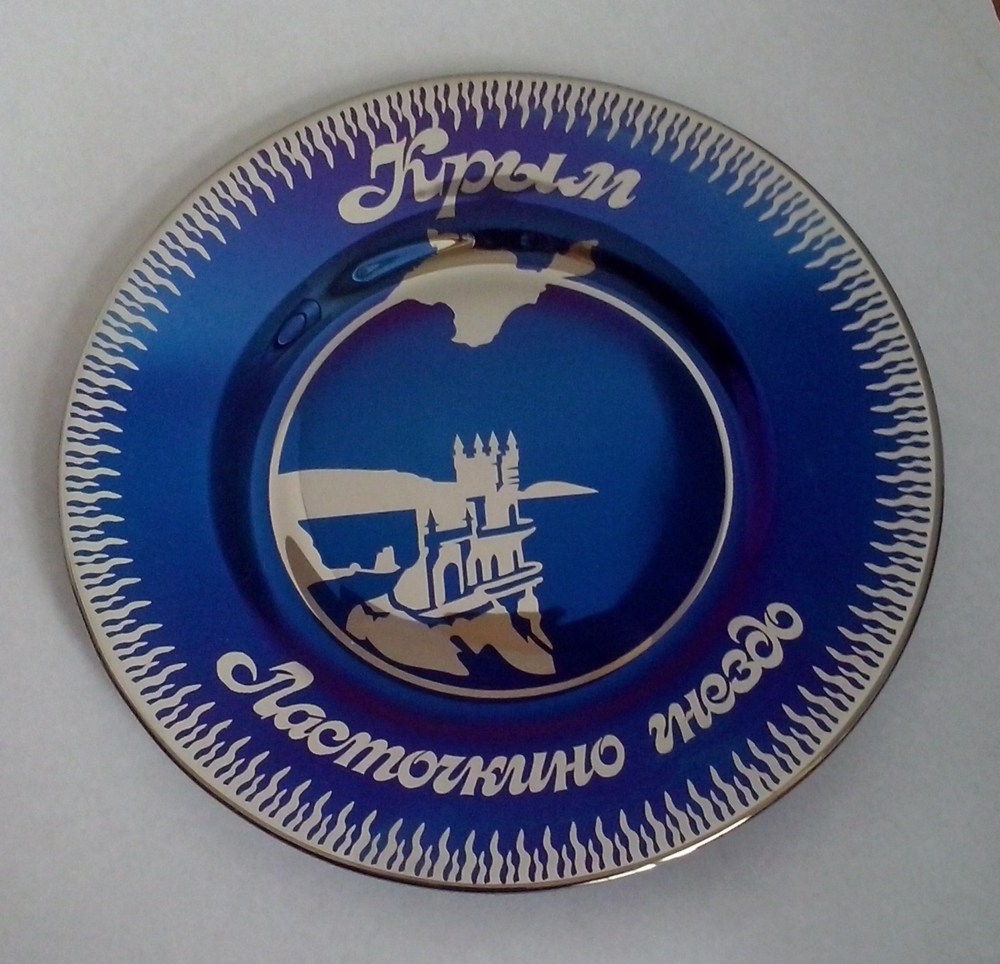 Крым
Ласточкино гнездо